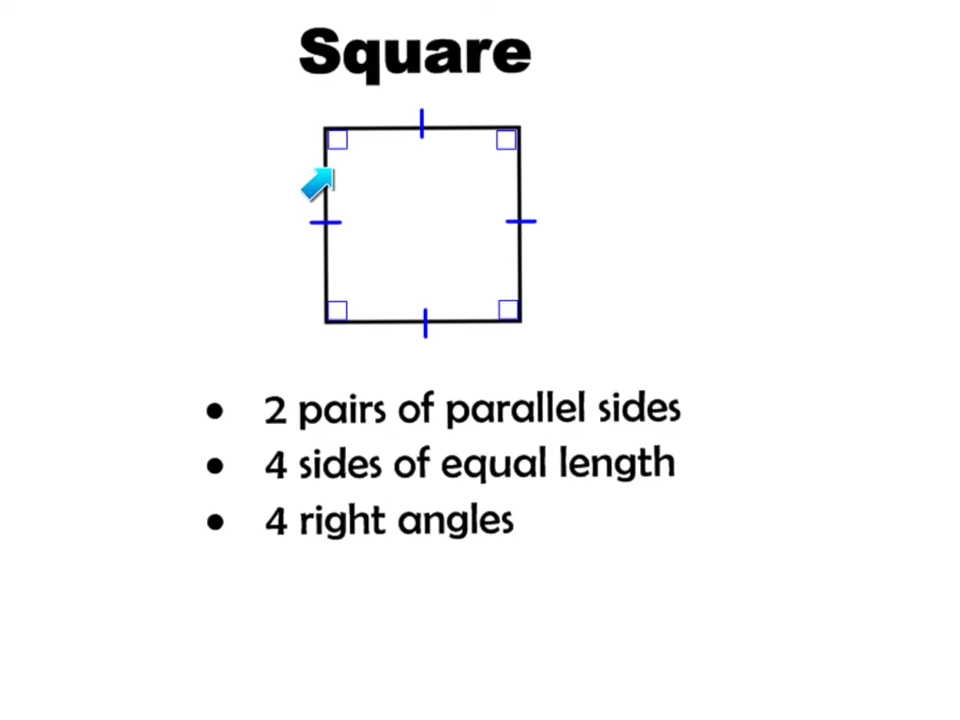 Square
• 2 pairs of parallel sides
• 4 sides of equal length
• 4 right angles